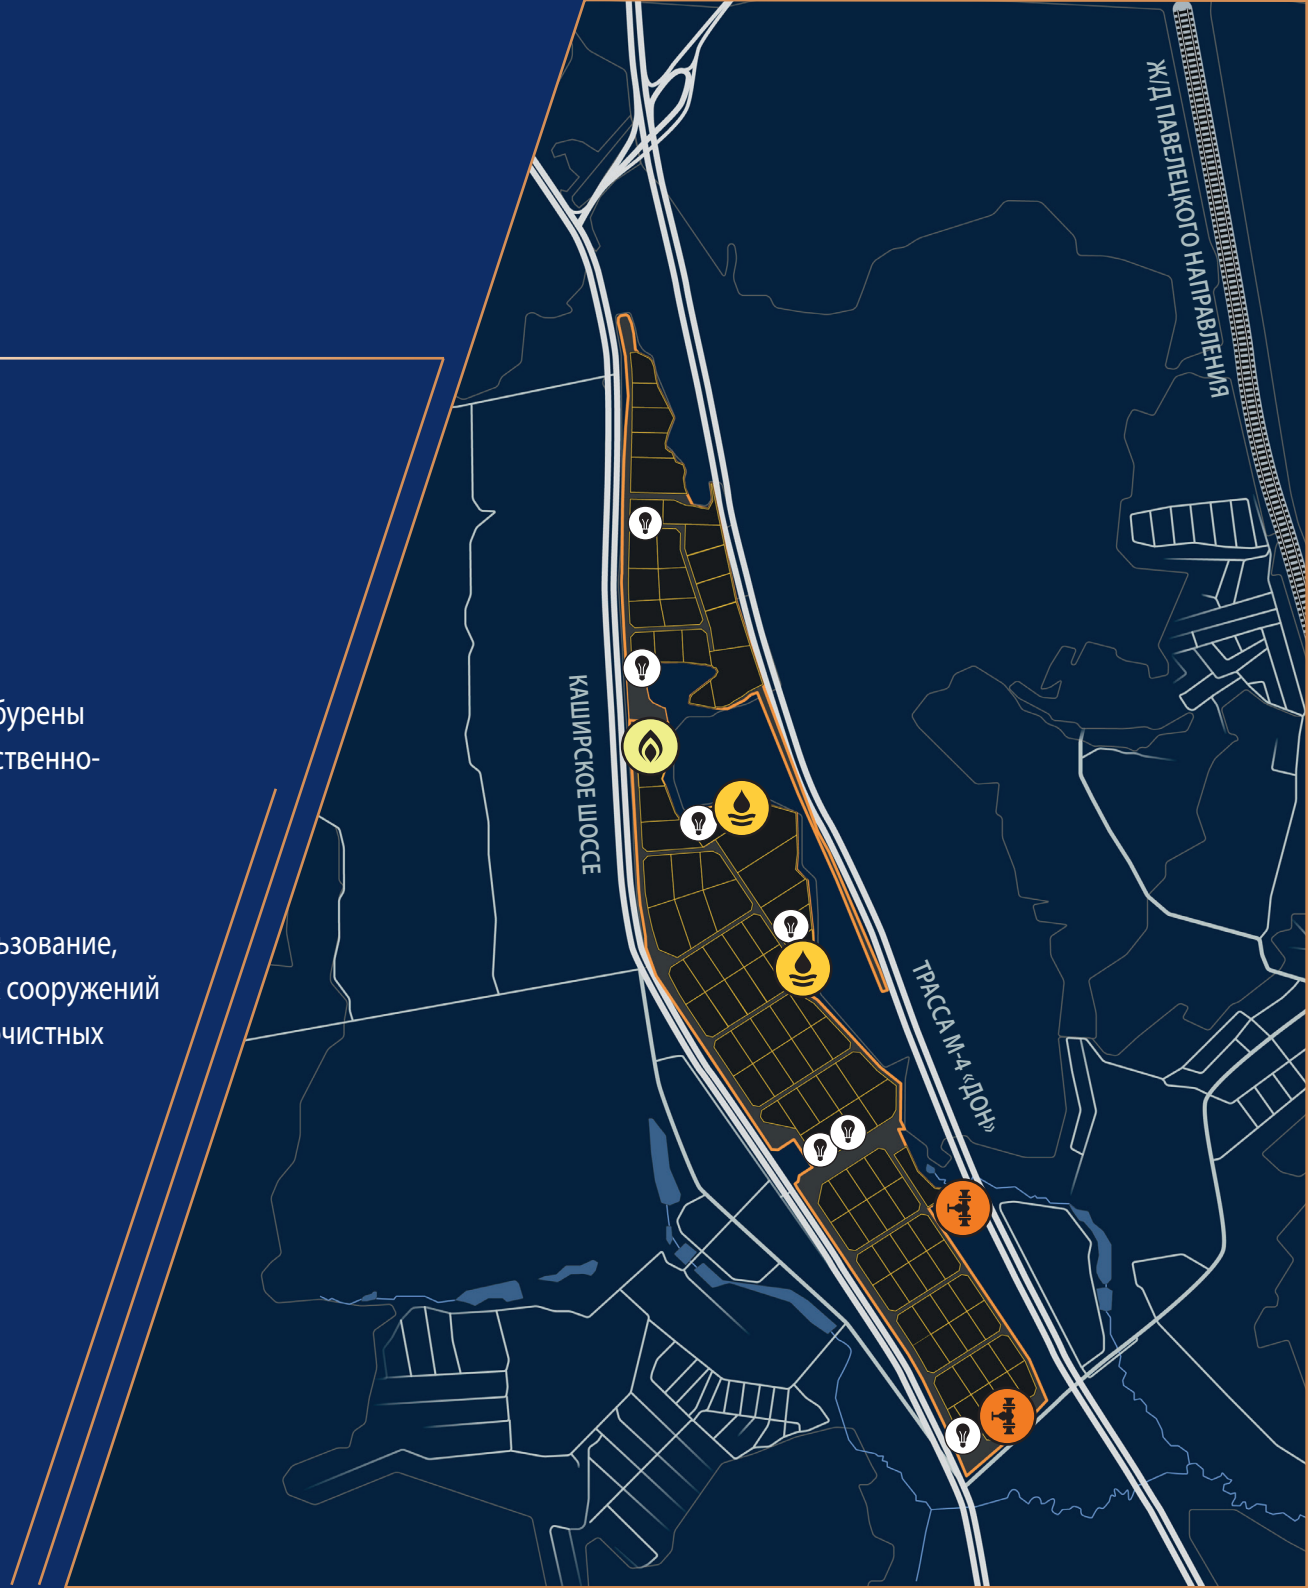 бурены
ственно-
ьзование,
сооружений
чистных
Ж/Д ПАВЕЛЕЦКОГО НАПРАВЛЕНИЯ
КАШИРСКОЕ ШОССЕ
ТРАССА М-4 «ДОН»